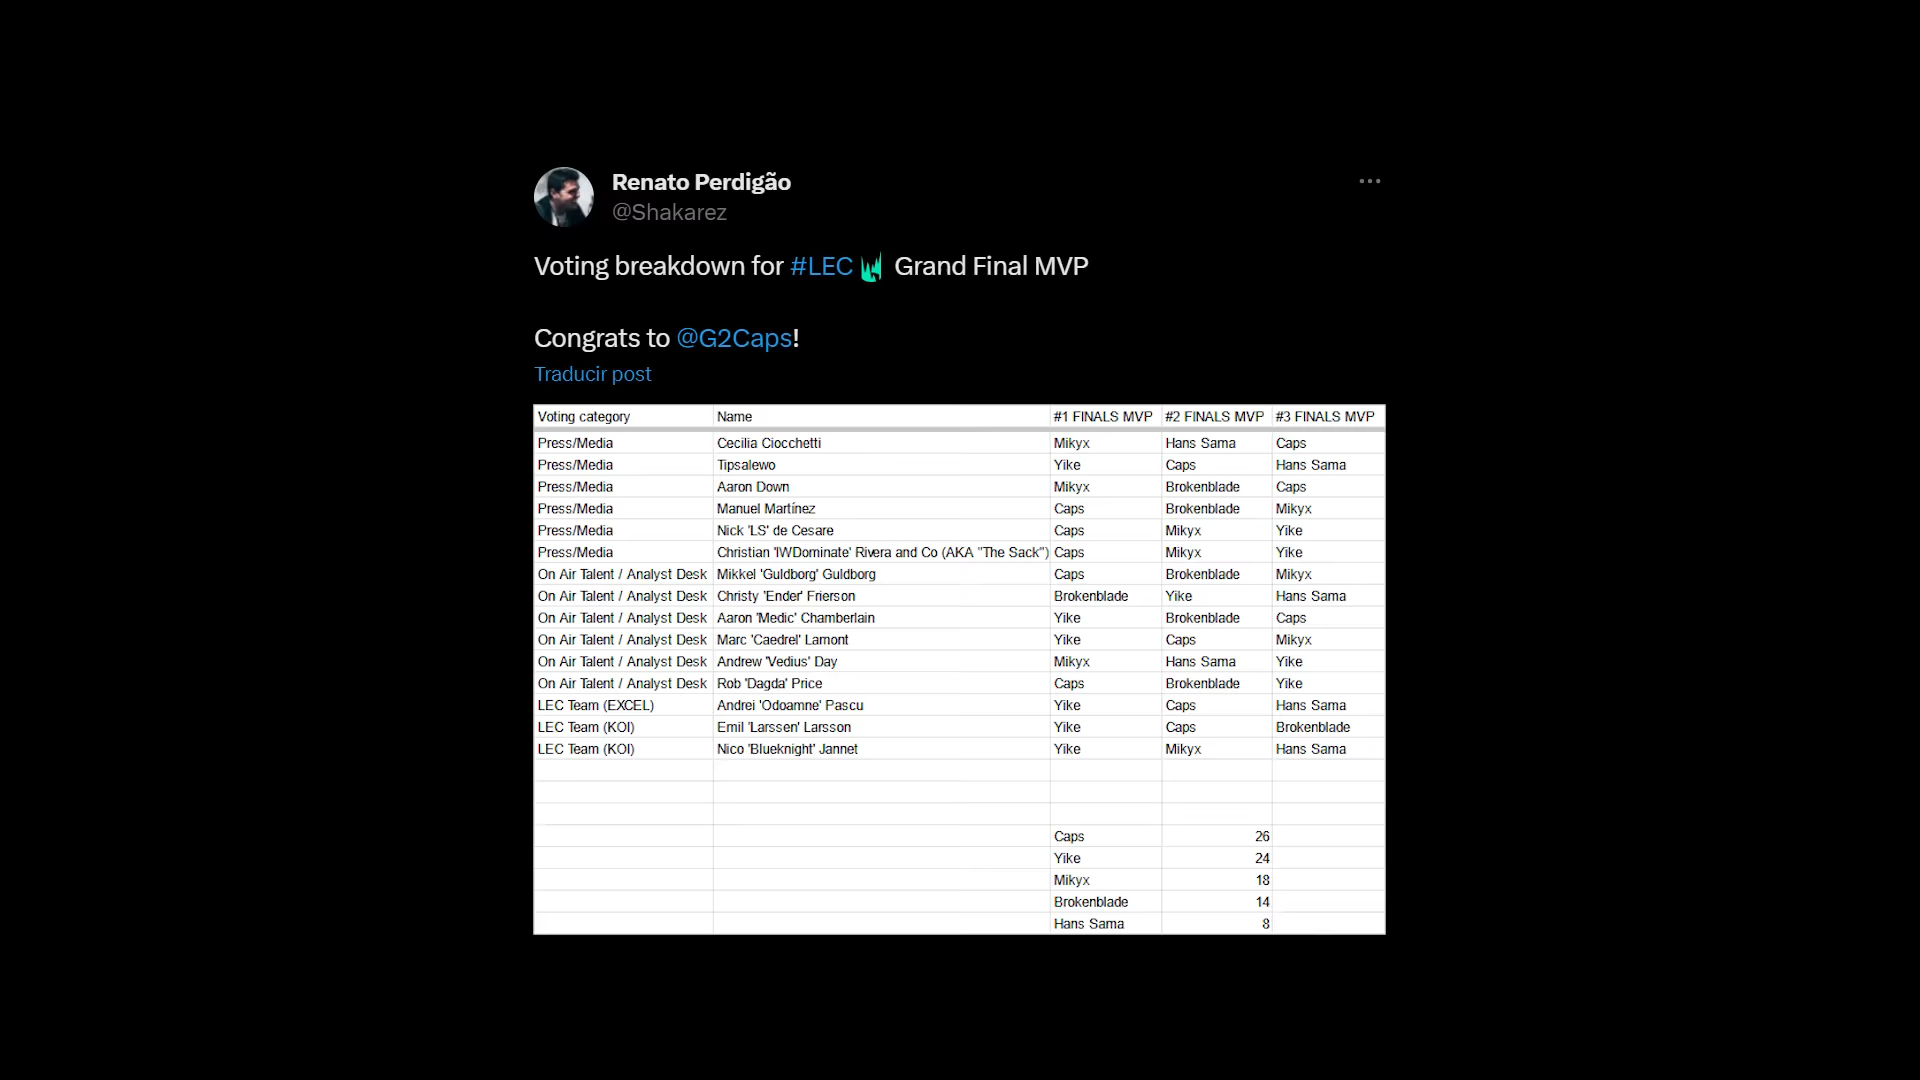 Renato Perdigão
@Shakarez
Voting breakdown for #LEC Grand Final MVP
Congrats to @G2Caps!
Traducir post
Voting category Name #1 FINALS MVP #2 FINALS MVP #3 FINALS MVP
Press/Media Cecilia Ciocchetti Mikyx Hans Sama Caps
Press/Media Tipsalewo Yike Caps Hans Sama
Press/Media Aaron Down Mikyx Brokenblade Caps
Press/Media Manuel Martínez Caps Brokenblade Mikyx
Press/Media Nick 'LS' de Cesare Caps Mikyx Yike
Press/Media Christian 'IWDominate' Rivera and Co (AKA "The Sack") Caps Mikyx Yike
On Air Talent / Analyst Desk Mikkel 'Guldborg' Guldborg Caps Brokenblade Mikyx
On Air Talent / Analyst Desk Christy 'Ender' Frierson Brokenblade Yike Hans Sama
On Air Talent / Analyst Desk Aaron 'Medic' Chamberlain Yike Brokenblade Caps
On Air Talent / Analyst Desk Marc 'Caedrel' Lamont Yike Caps Mikyx
On Air Talent / Analyst Desk Andrew 'Vedius' Day Mikyx Hans Sama Yike
On Air Talent / Analyst Desk Rob 'Dagda' Price Caps Brokenblade Yike
LEC Team (EXCEL) Andrei 'Odoamne' Pascu Yike Caps Hans Sama
LEC Team (KOI) Emil 'Larssen' Larsson Yike Caps Brokenblade
LEC Team (KOI) Nico 'Blueknight' Jannet Yike Mikyx Hans Sama
Caps 26
Yike 24
Mikyx 18
Brokenblade 14
Hans Sama 8